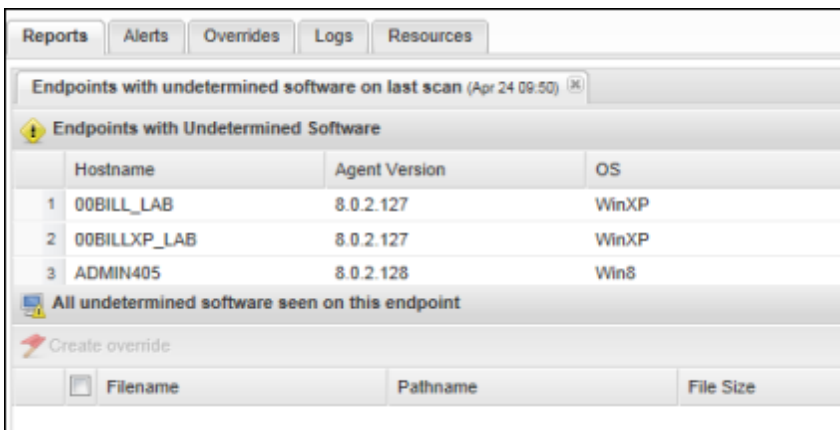 Reports Alerts Overrides Logs Resources
Endpoints with undetermined software on last scan (Apr 24 09:50)
Endpoints with Undetermined Software
Hostname Agent Version OS
1 00BILL_LAB 8.0.2.127 WinXP
2 00BILLXP_LAB 8.0.2.127 WinXP
3 ADMIN405 8.0.2.128 Win8
All undetermined software seen on this endpoint
Create override
Filename Pathname File Size